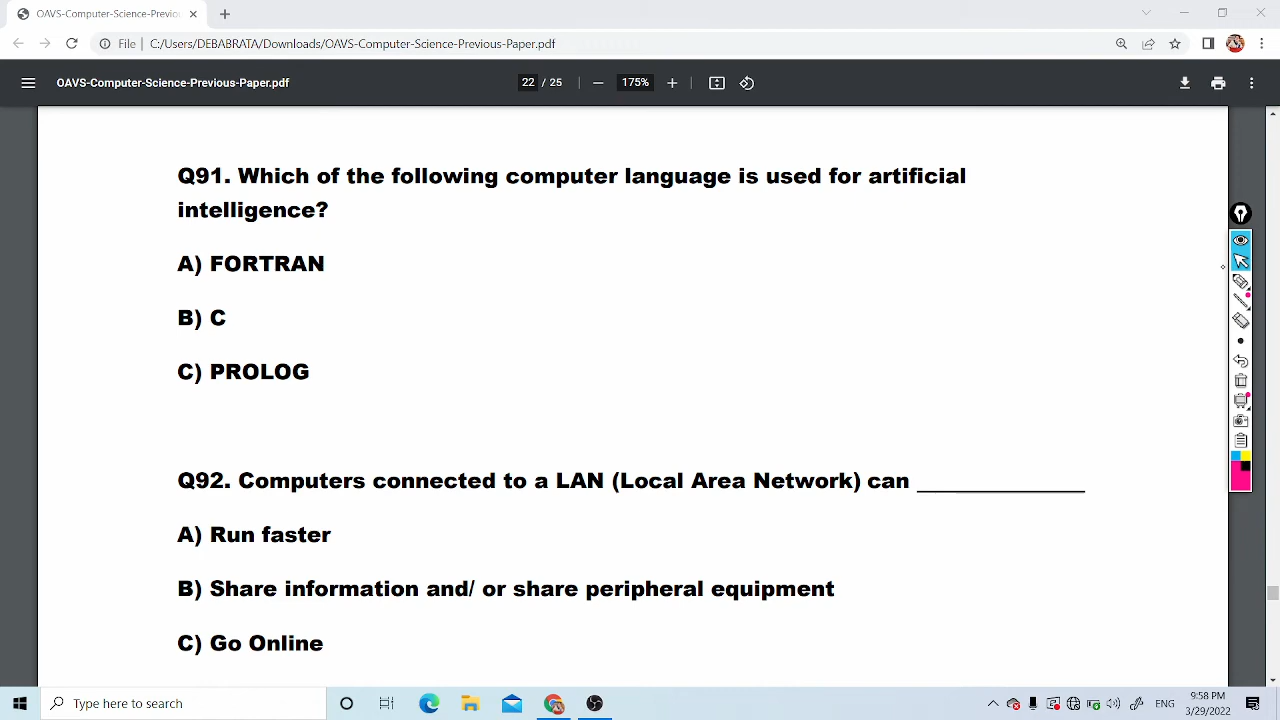 OAVS-Computer-Science-Previou
File
C:/Users/DEBABRATA/Downloads/OAVS-Computer-Science-Previous-Paper.pdf
OAVS-Computer-Science-Previous-Paper.pdf
22 / 25
175%
Q91. Which of the following computer language is used for artificial
intelligence?
A) FORTRAN
B) C
C) PROLOG
Q92. Computers connected to a LAN (Local Area Network) can ______________
A) Run faster
B) Share information and/ or share peripheral equipment
C) Go Online
Type here to search
ENG
9:58 PM
3/29/2022